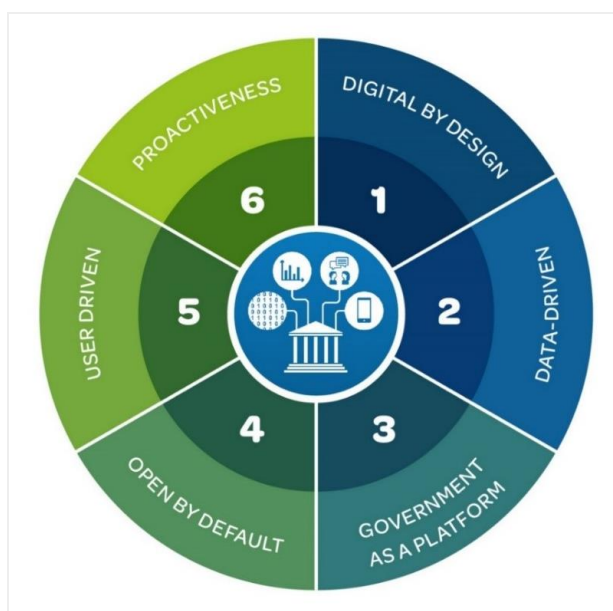 DIGITAL BY DESIGN
1
DATA-DRIVEN
2
GOVERNMENT
AS A PLATFORM
3
OPEN BY DEFAULT
4
USER DRIVEN
5
PROACTIVENESS
6